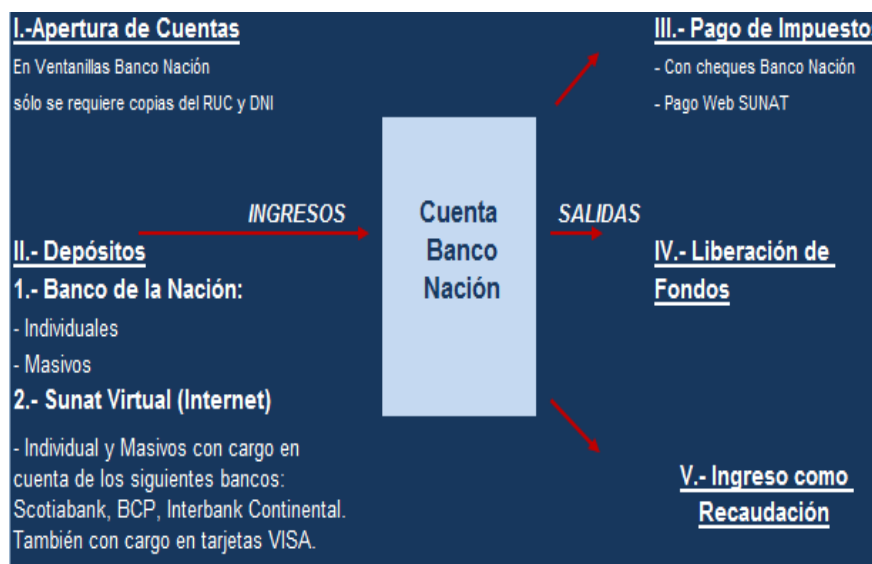 I.-Apertura de Cuentas
En Ventanillas Banco Nación
sólo se requiere copias del RUC y DNI
INGRESOS
II.- Depósitos
1.- Banco de la Nación:
- Individuales
- Masivos
2.- Sunat Virtual (Internet)
- Individual y Masivos con cargo en
cuenta de los siguientes bancos:
Scotiabank, BCP, Interbank Continental.
También con cargo en tarjetas VISA.
Cuenta
Banco
Nación
SALIDAS
III.- Pago de Impuestos
- Con cheques Banco Nación
- Pago Web SUNAT
IV.- Liberación de
Fondos
V.- Ingreso como
Recaudación